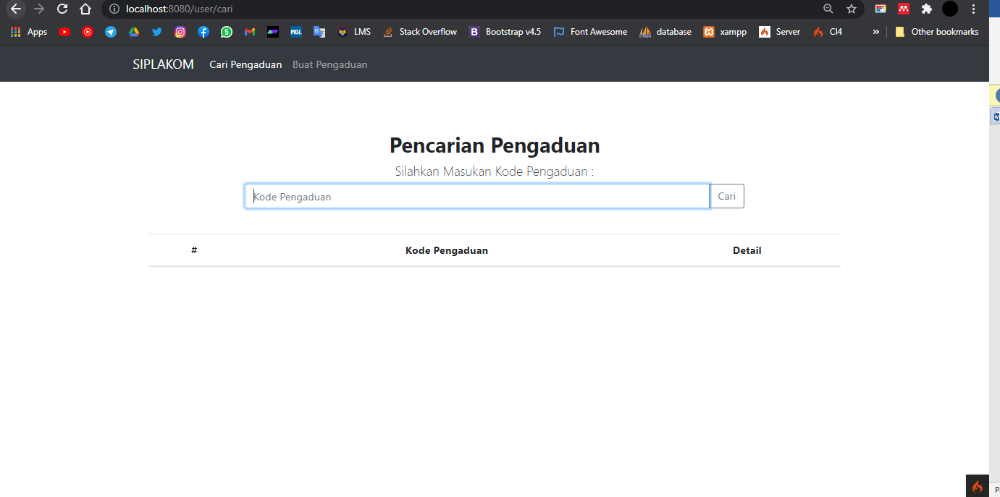 localhost:8080/user/cari
Apps MDL LMS Stack Overflow B Bootstrap v4.5 Font Awesome database xampp Server CI4 » Other bookmarks
SIPLAKOM Cari Pengaduan Buat Pengaduan
Pencarian Pengaduan
Silahkan Masukan Kode Pengaduan :
Kode Pengaduan Cari
# Kode Pengaduan Detail